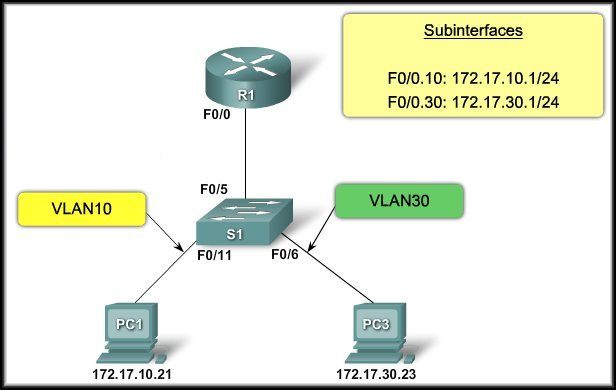 Subinterfaces
F0/0.10: 172.17.10.1/24
F0/0.30: 172.17.30.1/24
R1
F0/0
F0/5
VLAN10
VLAN30
S1
F0/11
F0/6
PC1
PC3
172.17.10.21
172.17.30.23